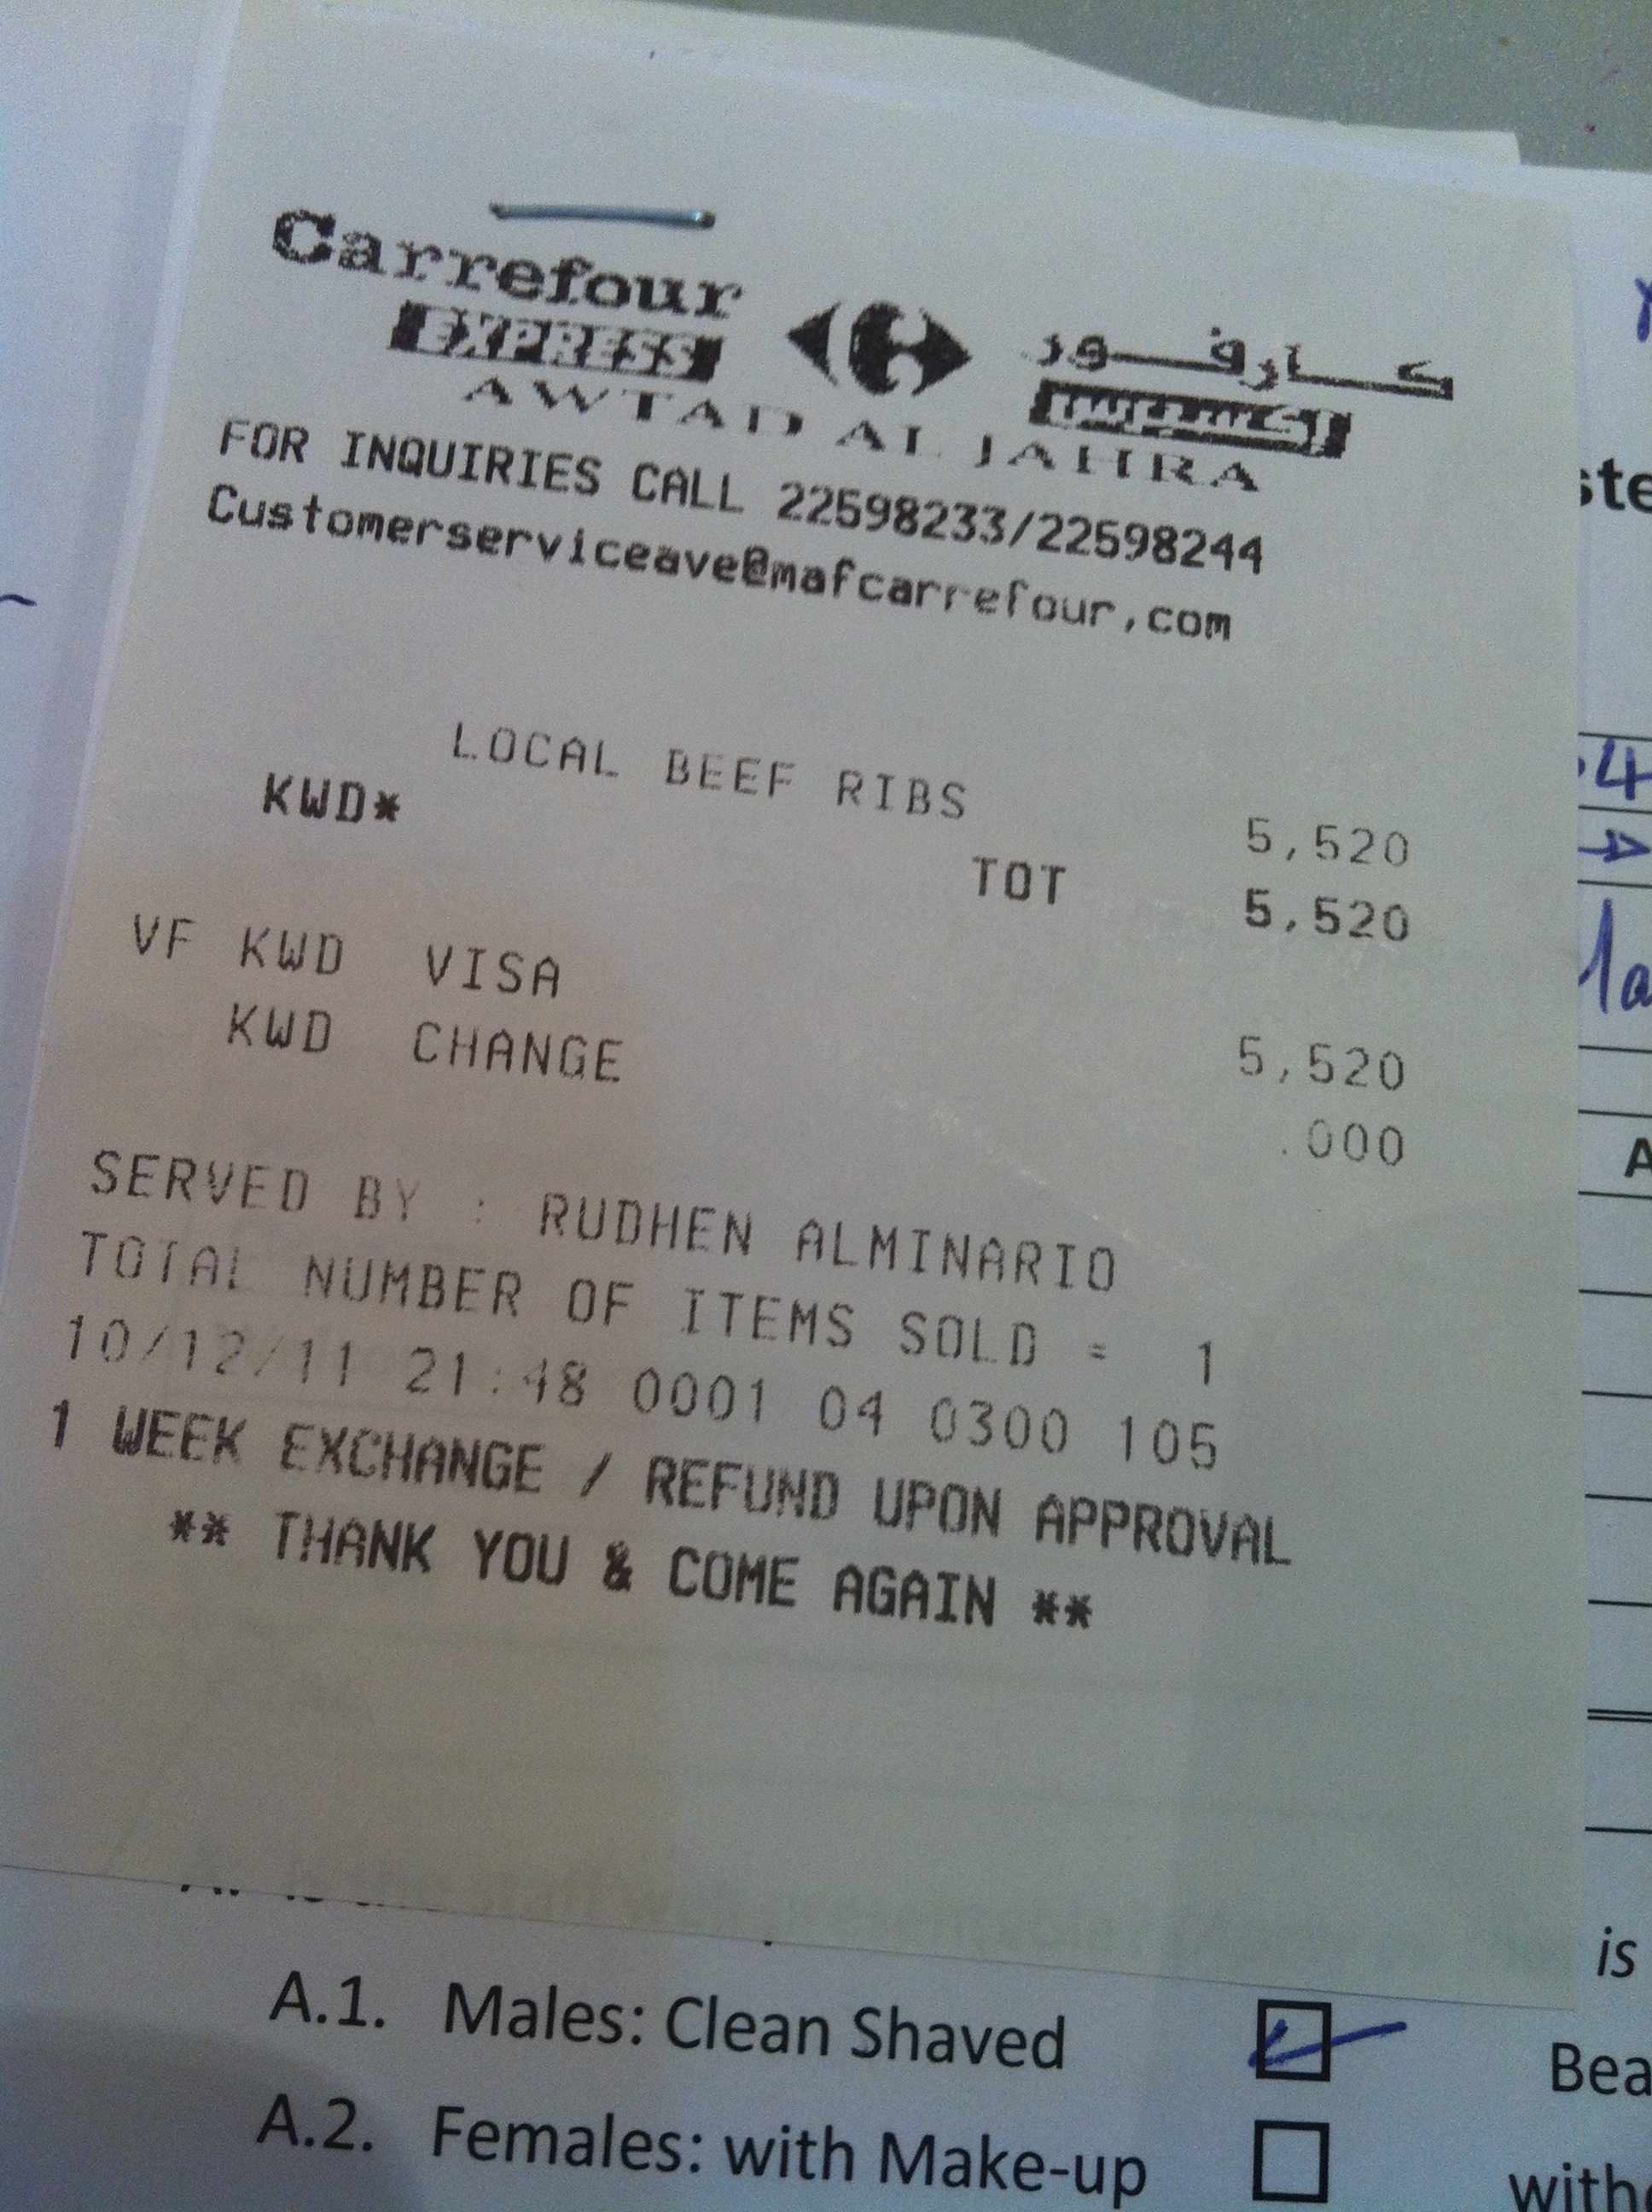 Carrefour كارفور
EXPRESS اكسبريس
AWTAD AL JAHRA
FOR INQUIRIES CALL 22598233/22598244
Customerserviceave@mafcarrefour,com
LOCAL BEEF RIBS 5,520
KWD* TOT 5,520
VF KWD VISA 5,520
KWD CHANGE .000
SERVED BY : RUDHEN ALMINARIO
TOTAL NUMBER OF ITEMS SOLD = 1
10/12/11 21:48 0001 04 0300 105
1 WEEK EXCHANGE / REFUND UPON APPROVAL
** THANK YOU & COME AGAIN **
is
A.1. Males: Clean Shaved Bea
A.2. Females: with Make-up with